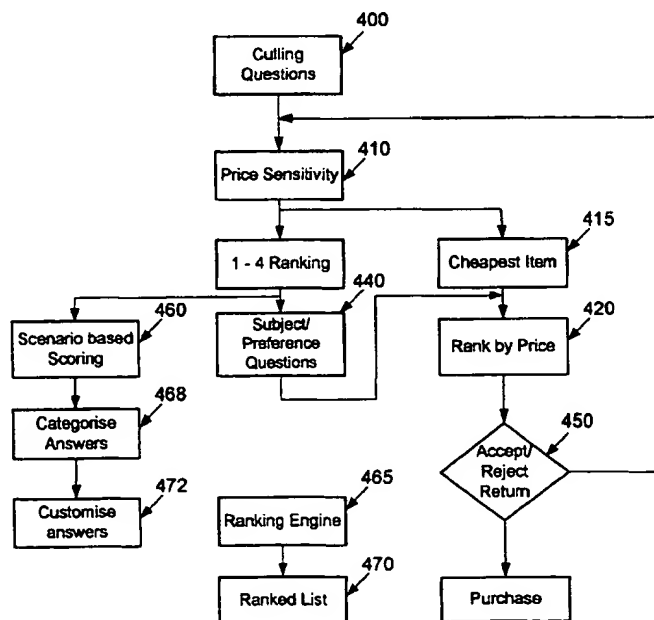 400
Culling
Questions
410
Price Sensitivity
415
1 - 4 Ranking
Cheapest Item
440
460
420
Scenario based
Scoring
Subject/
Preference
Questions
Rank by Price
468
Categorise
Answers
450
Accept/
Reject
Return
472
Customise
answers
465
Ranking Engine
470
Ranked List
Purchase